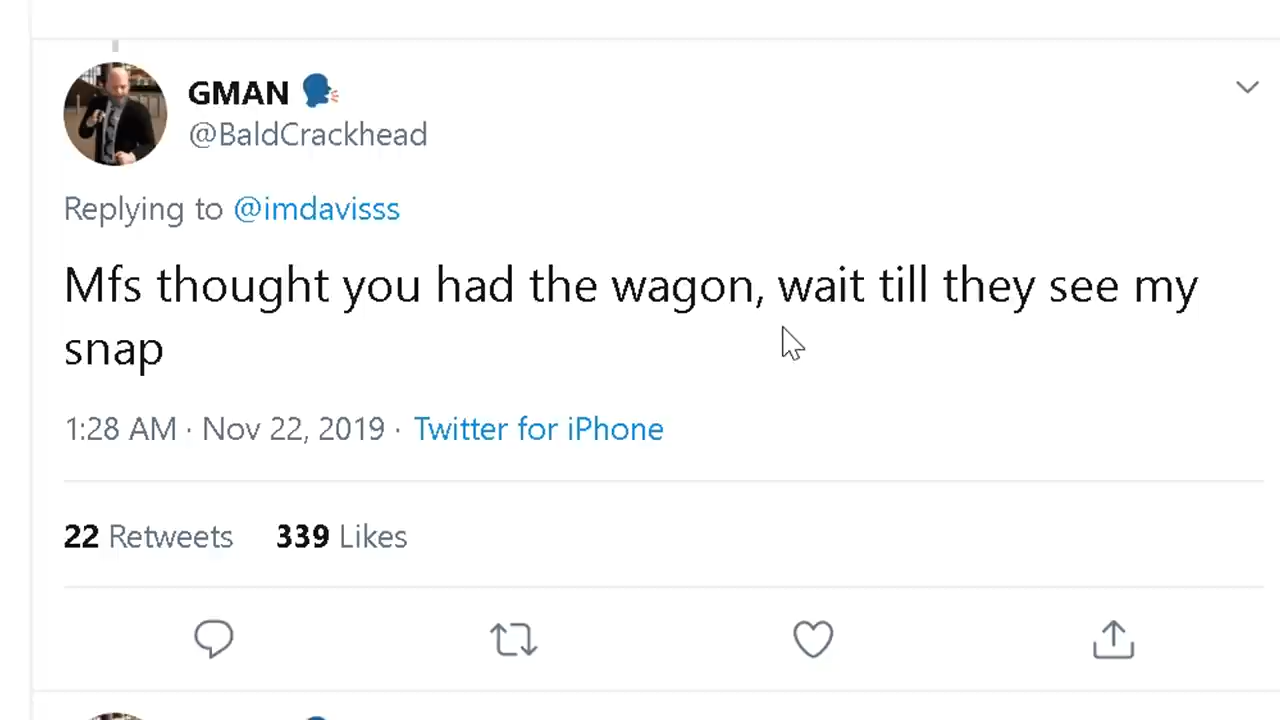 GMAN
@BaldCrackhead
Replying to @imdavisss
Mfs thought you had the wagon, wait till they see my
snap
1:28 AM · Nov 22, 2019 · Twitter for iPhone
22 Retweets 339 Likes